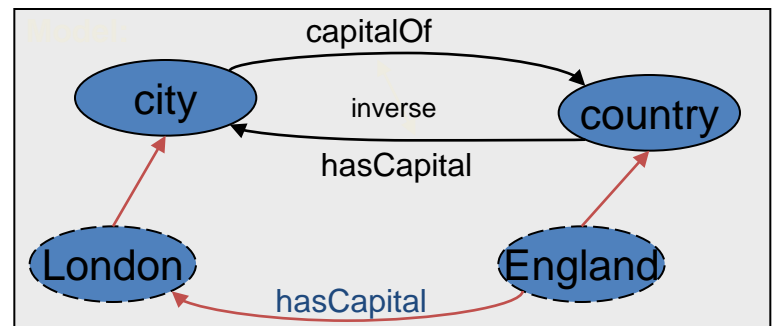 capitalOf
city
inverse
country
hasCapital
London
England
hasCapital